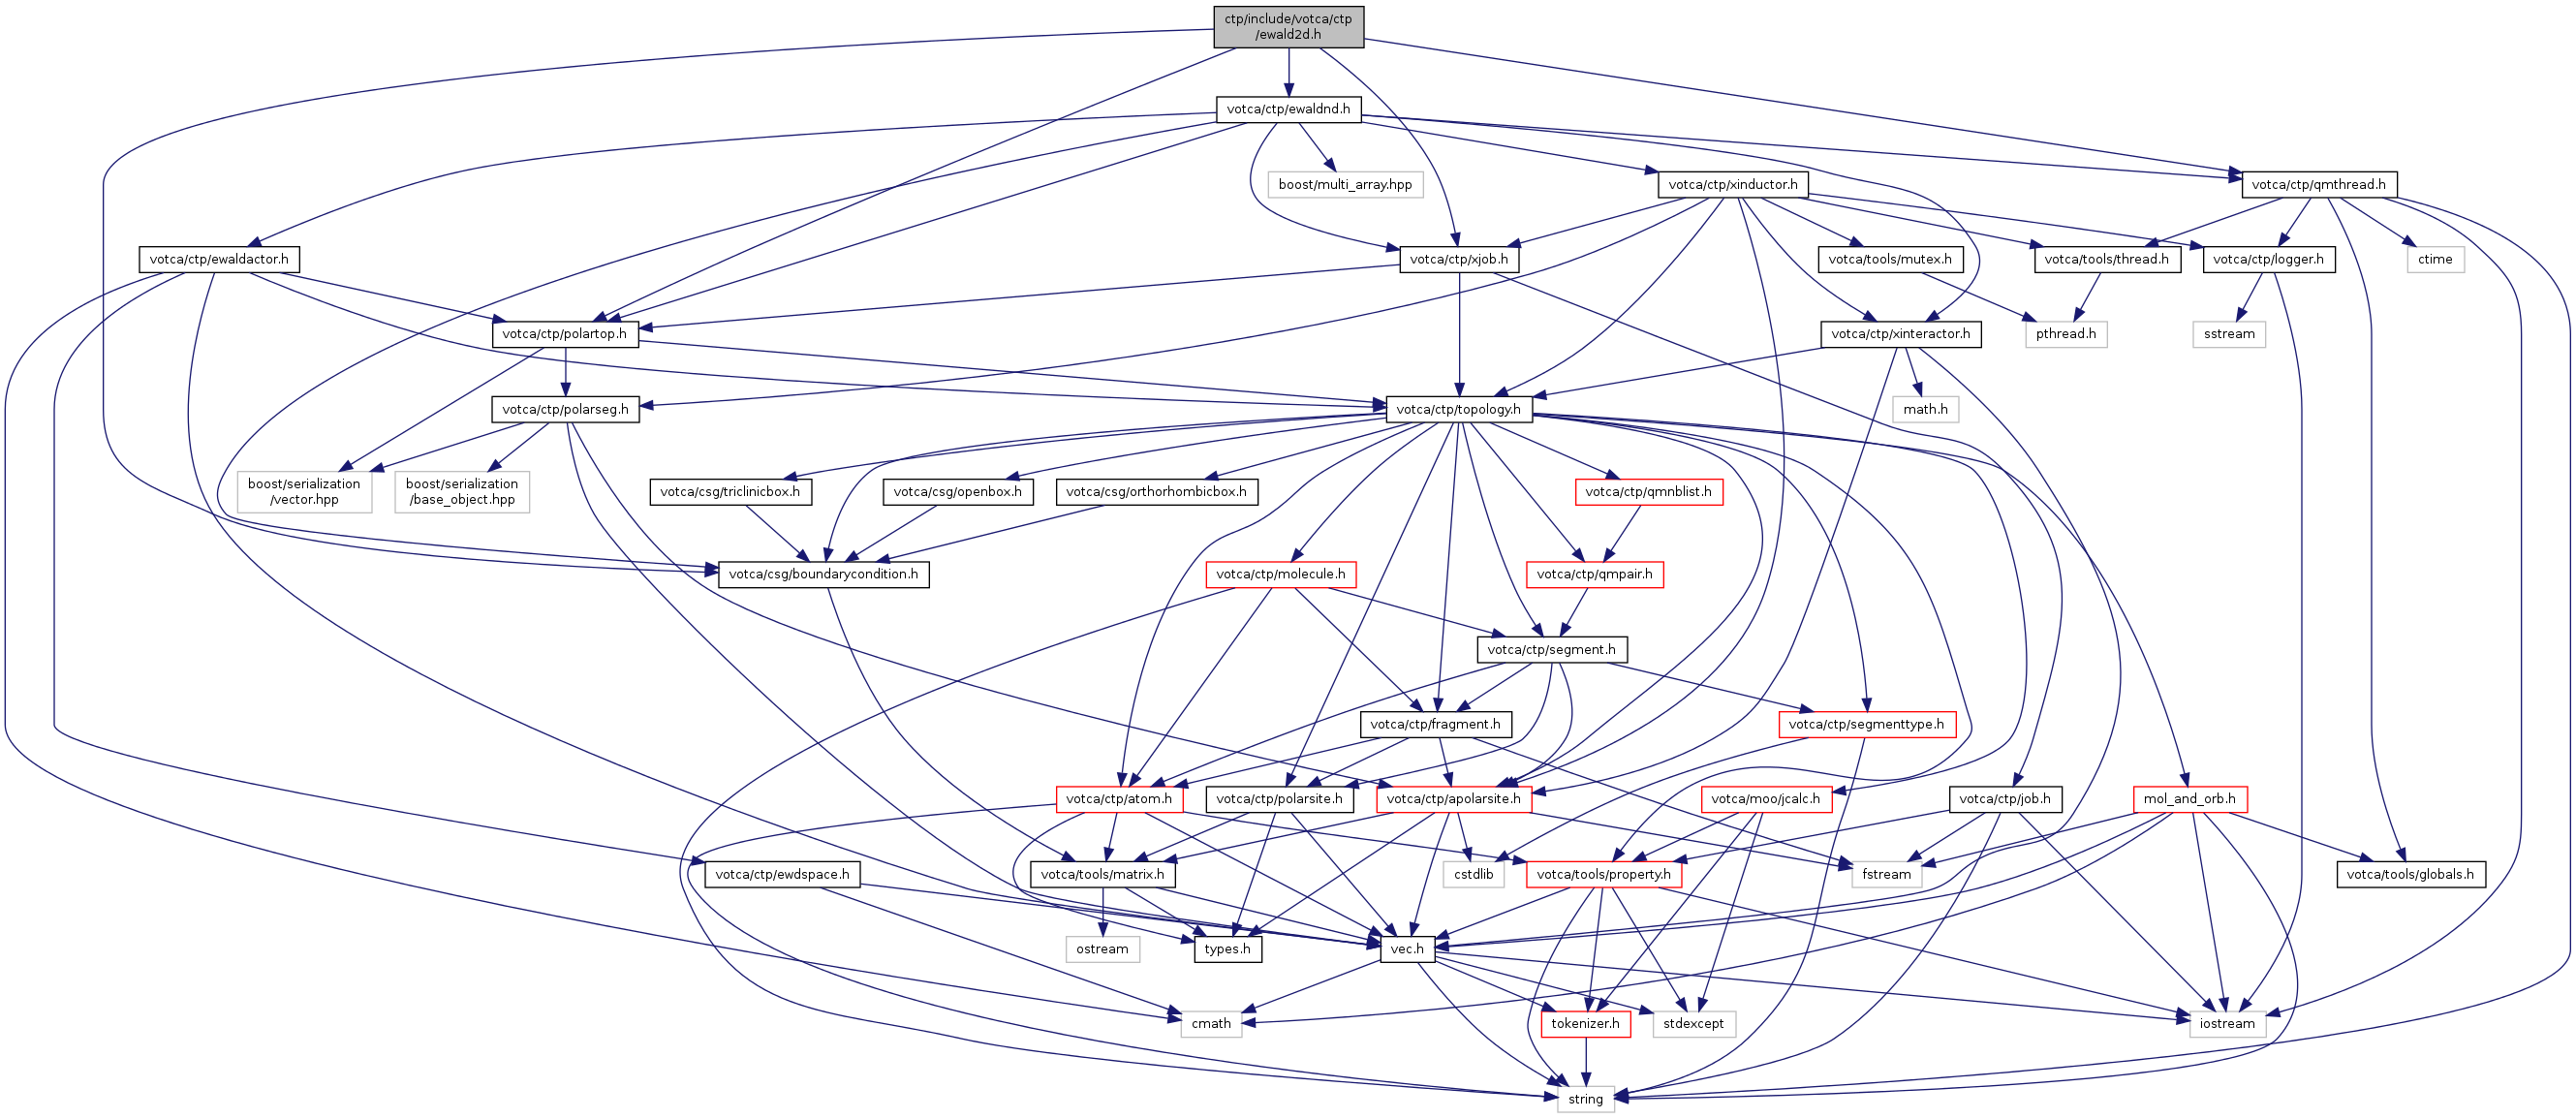 ctp/include/votca/ctp
/ewald2d.h
votca/ctp/ewaldnd.h
boost/multi_array.hpp
votca/ctp/xinductor.h
votca/ctp/qmthread.h
votca/ctp/ewaldactor.h
votca/ctp/xjob.h
votca/tools/mutex.h
votca/tools/thread.h
votca/ctp/logger.h
ctime
votca/ctp/polartop.h
votca/ctp/xinteractor.h
pthread.h
sstream
votca/ctp/polarseg.h
votca/ctp/topology.h
math.h
boost/serialization
/vector.hpp
boost/serialization
/base_object.hpp
votca/csg/triclinicbox.h
votca/csg/openbox.h
votca/csg/orthorhombicbox.h
votca/ctp/qmnblist.h
votca/csg/boundarycondition.h
votca/ctp/molecule.h
votca/ctp/qmpair.h
votca/ctp/segment.h
votca/ctp/fragment.h
votca/ctp/segmenttype.h
votca/ctp/atom.h
votca/ctp/polarsite.h
votca/ctp/apolarsite.h
votca/moo/jcalc.h
votca/ctp/job.h
mol_and_orb.h
votca/ctp/ewdspace.h
votca/tools/matrix.h
cstdlib
votca/tools/property.h
fstream
votca/tools/globals.h
ostream
types.h
vec.h
cmath
tokenizer.h
stdexcept
iostream
string